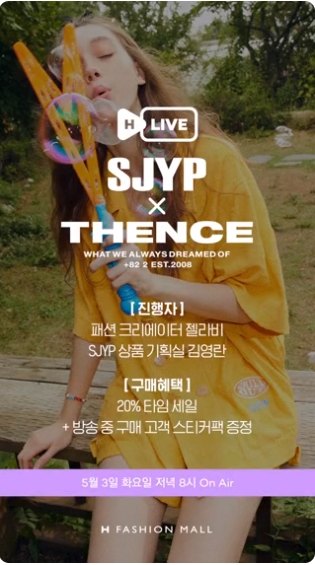 H LIVE
SJYP
×
THENCE
WHAT WE ALWAYS DREAMED OF
+82 2 EST.2008
[ 진행자 ]
패션 크리에이터 젤라비
SJYP 상품 기획실 김영란
[ 구매혜택 ]
20% 타임 세일
+ 방송 중 구매 고객 스티커팩 증정
5월 3일 화요일 저녁 8시 On Air
H FASHION MALL